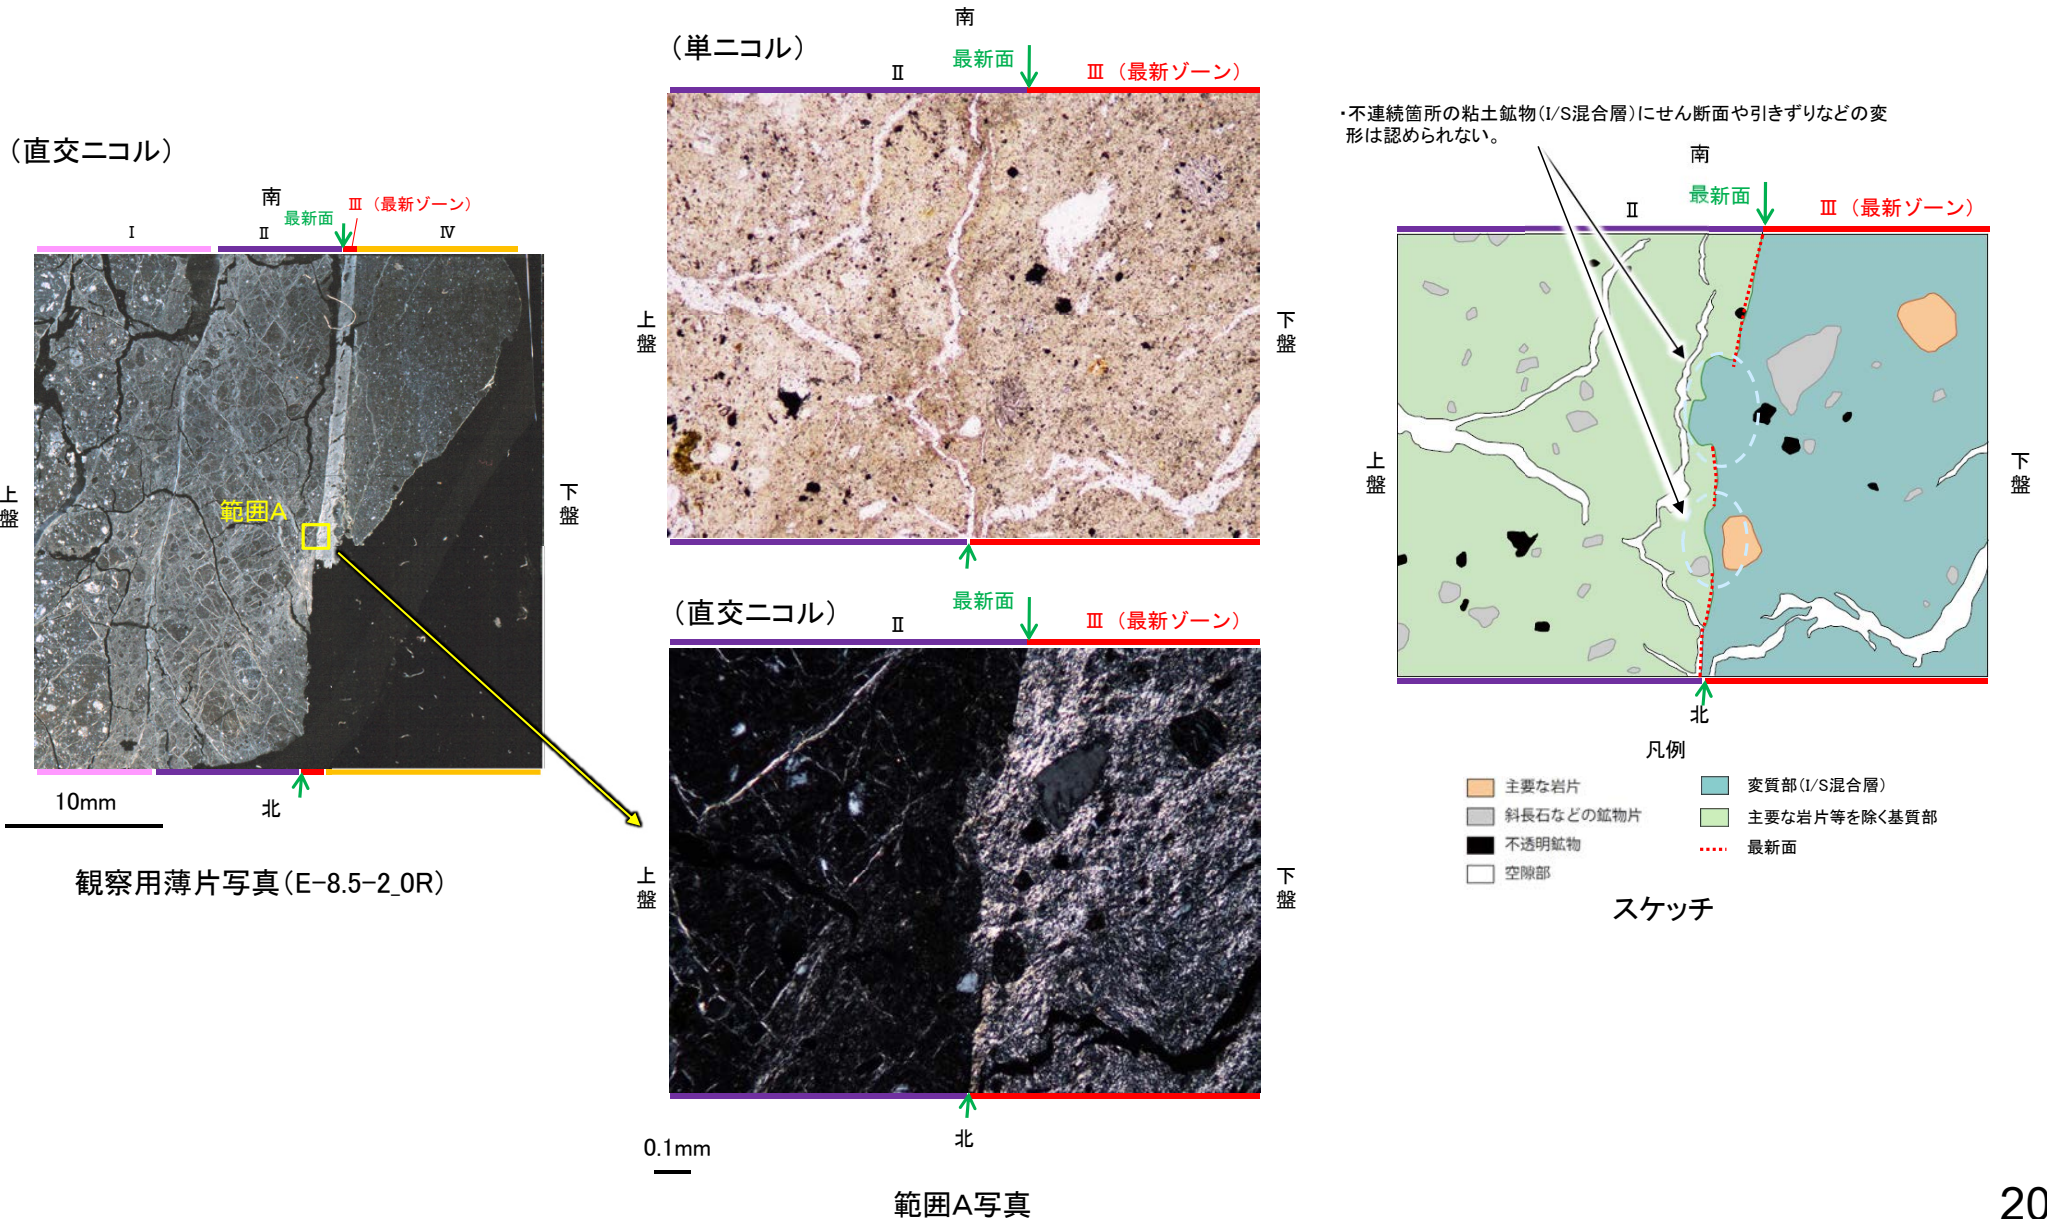 (直交ニコル)
南
最新面
Ⅲ (最新ゾーン)
Ⅰ
Ⅱ
Ⅳ
上盤
下盤
範囲A
北
10mm
観察用薄片写真(E-8.5-2_0R)
南
(単ニコル)
Ⅱ
最新面
Ⅲ (最新ゾーン)
上盤
下盤
(直交ニコル)
Ⅱ
最新面
Ⅲ (最新ゾーン)
上盤
下盤
北
0.1mm
範囲A写真
・不連続箇所の粘土鉱物(I/S混合層)にせん断面や引きずりなどの変
形は認められない。
南
Ⅱ
最新面
Ⅲ (最新ゾーン)
上盤
下盤
北
凡例
主要な岩片
斜長石などの鉱物片
不透明鉱物
空隙部
変質部(I/S混合層)
主要な岩片等を除く基質部
最新面
スケッチ
20